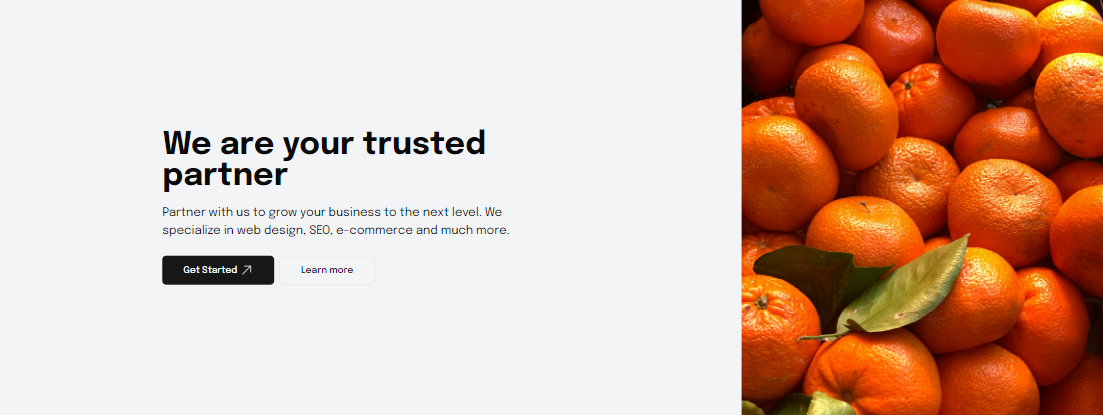 We are your trusted
partner
Partner with us to grow your business to the next level. We
specialize in web design, SEO, e-commerce and much more.
Get Started
Learn more